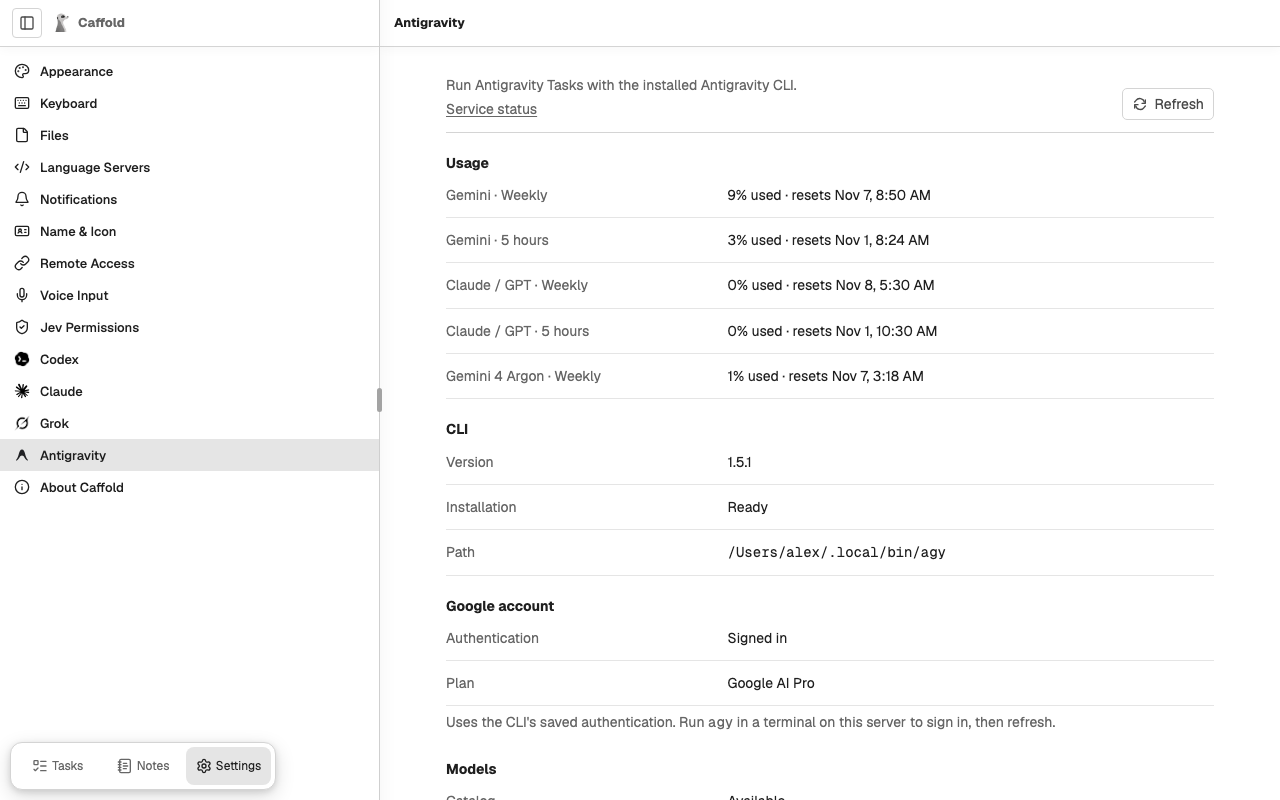 Caffold
Antigravity
Appearance
Keyboard
Files
Language Servers
Notifications
Name & Icon
Remote Access
Voice Input
Jev Permissions
Codex
Claude
Grok
Antigravity
About Caffold
Tasks
Notes
Settings
Run Antigravity Tasks with the installed Antigravity CLI.
Service status
Refresh
Usage
Gemini · Weekly 9% used · resets Nov 7, 8:50 AM
Gemini · 5 hours 3% used · resets Nov 1, 8:24 AM
Claude / GPT · Weekly 0% used · resets Nov 8, 5:30 AM
Claude / GPT · 5 hours 0% used · resets Nov 1, 10:30 AM
Gemini 4 Argon · Weekly 1% used · resets Nov 7, 3:18 AM
CLI
Version 1.5.1
Installation Ready
Path /Users/alex/.local/bin/agy
Google account
Authentication Signed in
Plan Google AI Pro
Uses the CLI's saved authentication. Run agy in a terminal on this server to sign in, then refresh.
Models
Catalog Available